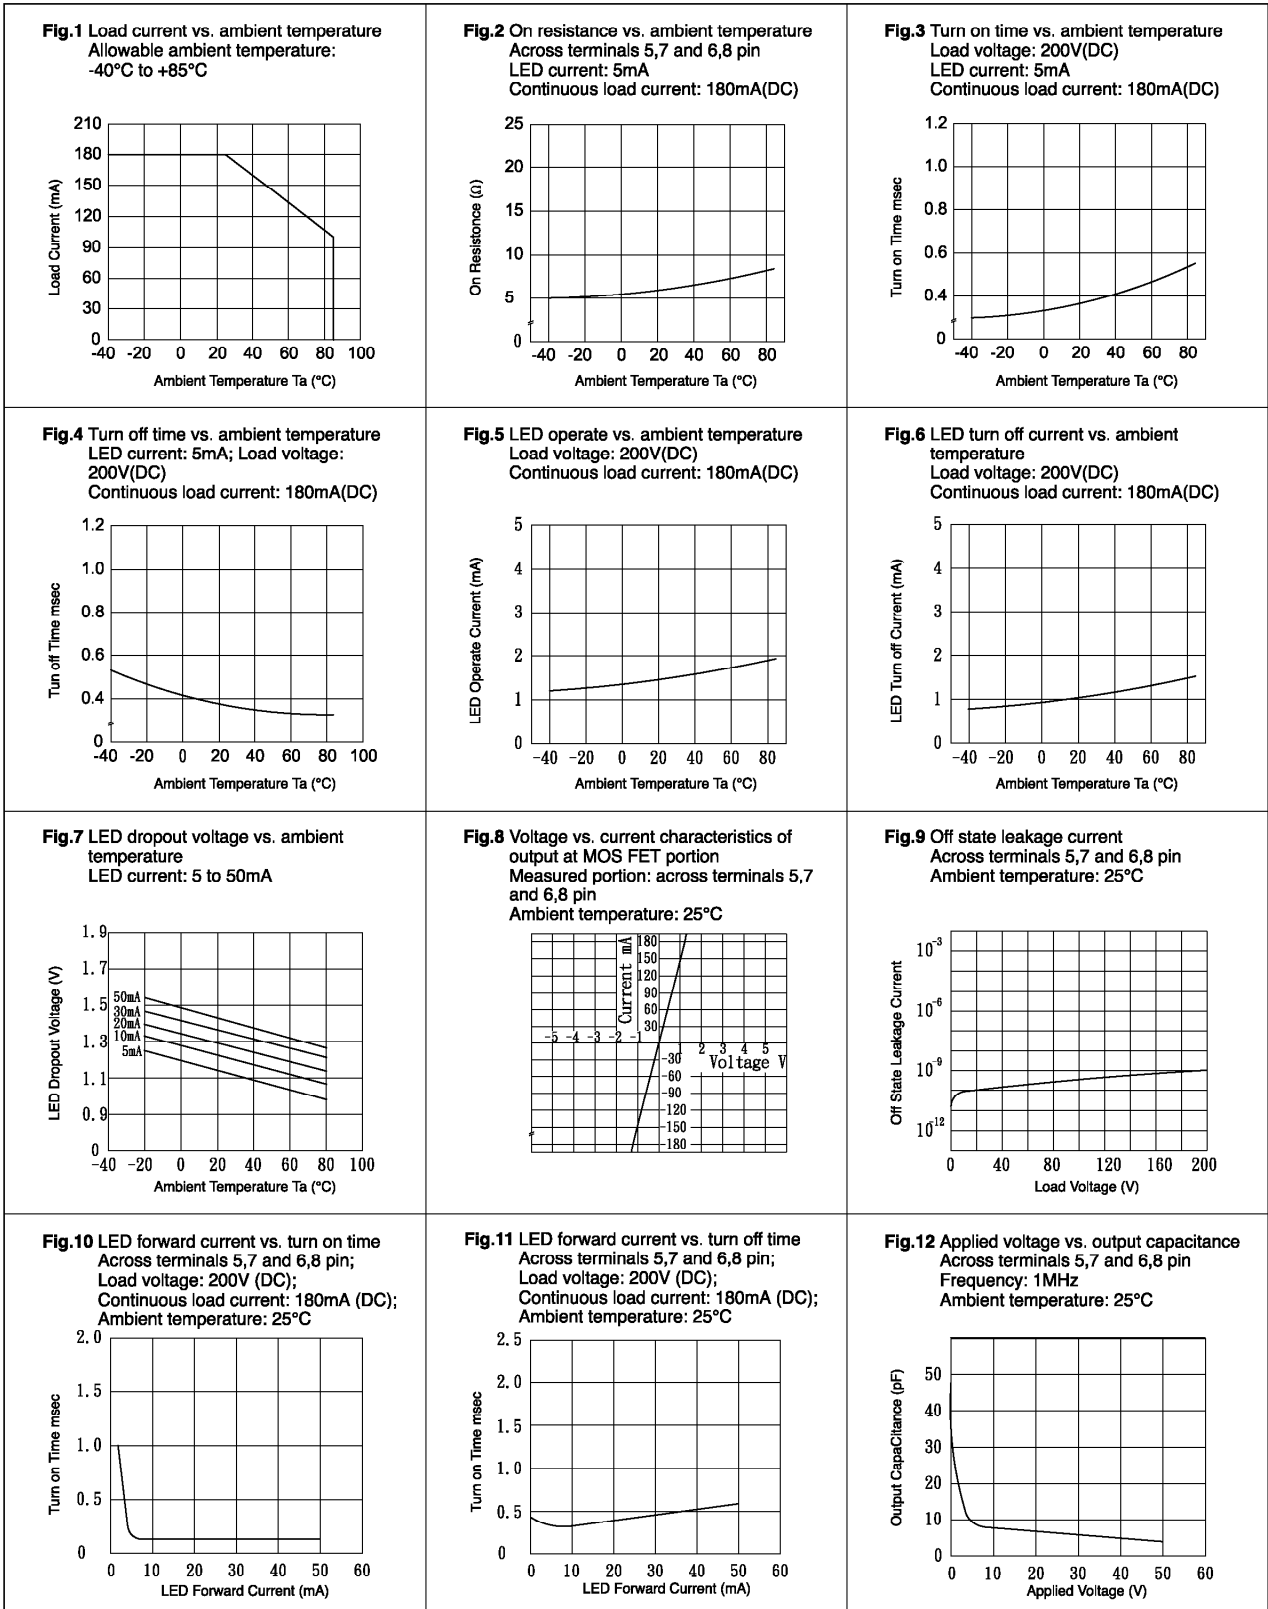 Fig.1 Load current vs. ambient temperature
Allowable ambient temperature:
-40°C to +85°C
210
180
150
120
90
60
30
0
Load Current (mA)
-40 -20 0 20 40 60 80 100
Ambient Temperature Ta (°C)
Fig.2 On resistance vs. ambient temperature
Across terminals 5,7 and 6,8 pin
LED current: 5mA
Continuous load current: 180mA(DC)
25
20
15
10
5
0
On Resistonce (Ω)
-40 -20 0 20 40 60 80
Ambient Temperature Ta (°C)
Fig.3 Turn on time vs. ambient temperature
Load voltage: 200V(DC)
LED current: 5mA
Continuous load current: 180mA(DC)
1.2
1.0
0.8
0.6
0.4
0
Turn on Time msec
-40 -20 0 20 40 60 80
Ambient Temperature Ta (°C)
Fig.4 Turn off time vs. ambient temperature
LED current: 5mA; Load voltage:
200V(DC)
Continuous load current: 180mA(DC)
1.2
1.0
0.8
0.6
0.4
0
Tun off Time msec
-40 -20 0 20 40 60 80 100
Ambient Temperature Ta (°C)
Fig.5 LED operate vs. ambient temperature
Load voltage: 200V(DC)
Continuous load current: 180mA(DC)
5
4
3
2
1
0
LED Operate Current (mA)
-40 -20 0 20 40 60 80
Ambient Temperature Ta (°C)
Fig.6 LED turn off current vs. ambient
temperature
Load voltage: 200V(DC)
Continuous load current: 180mA(DC)
5
4
3
2
1
0
LED Turn off Current (mA)
-40 -20 0 20 40 60 80
Ambient Temperature Ta (°C)
Fig.7 LED dropout voltage vs. ambient
temperature
LED current: 5 to 50mA
1.9
1.7
1.5
1.3
1.1
0.9
0
LED Dropout Voltage (V)
50mA
30mA
20mA
10mA
5mA
-40 -20 0 20 40 60 80 100
Ambient Temperature Ta (°C)
Fig.8 Voltage vs. current characteristics of
output at MOS FET portion
Measured portion: across terminals 5,7
and 6,8 pin
Ambient temperature: 25°C
Current mA
180
150
120
90
60
30
-5 -4 -3 -2 -1
1 2 3 4 5
Voltage V
-30
-60
-90
-120
-150
-180
Fig.9 Off state leakage current
Across terminals 5,7 and 6,8 pin
Ambient temperature: 25°C
10-3
10-6
10-9
10-12
Off State Leakage Current
0 40 80 120 160 200
Load Voltage (V)
Fig.10 LED forward current vs. turn on time
Across terminals 5,7 and 6,8 pin;
Load voltage: 200V (DC);
Continuous load current: 180mA (DC);
Ambient temperature: 25°C
2.0
1.5
1.0
0.5
0
Turn on Time msec
0 10 20 30 40 50 60
LED Forward Current (mA)
Fig.11 LED forward current vs. turn off time
Across terminals 5,7 and 6,8 pin;
Load voltage: 200V (DC);
Continuous load current: 180mA (DC);
Ambient temperature: 25°C
2.5
2.0
1.5
1.0
0.5
0
Turn on Time msec
0 10 20 30 40 50 60
LED Forward Current (mA)
Fig.12 Applied voltage vs. output capacitance
Across terminals 5,7 and 6,8 pin
Frequency: 1MHz
Ambient temperature: 25°C
50
40
30
20
10
0
Output CapaCitance (pF)
0 10 20 30 40 50 60
Applied Voltage (V)